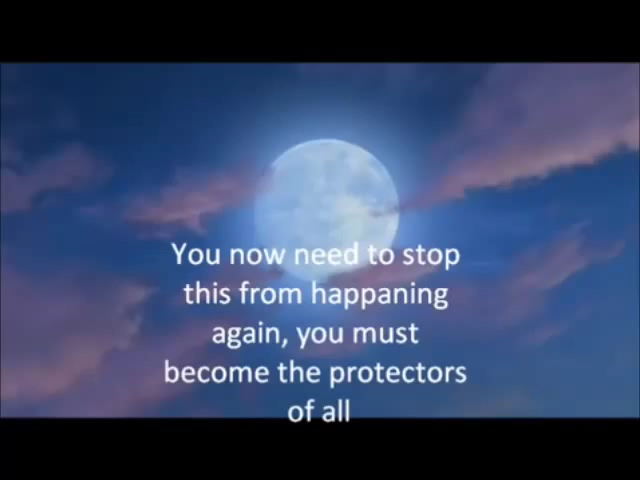 You now need to stop
this from happaning
again, you must
become the protectors
of all